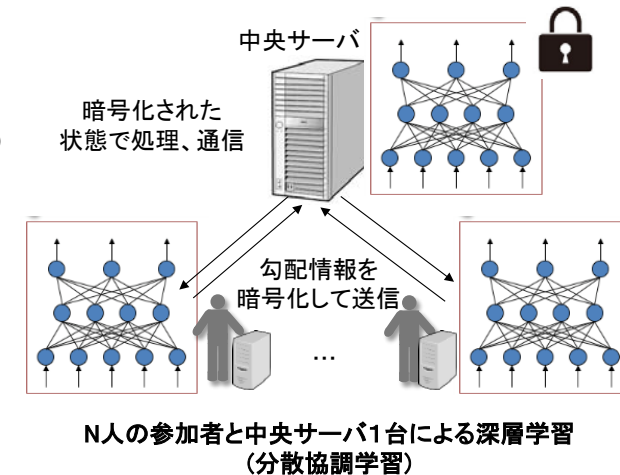 中央サーバ
暗号化された
状態で処理、通信
勾配情報を
暗号化して送信
…
N人の参加者と中央サーバ1台による深層学習
(分散協調学習)